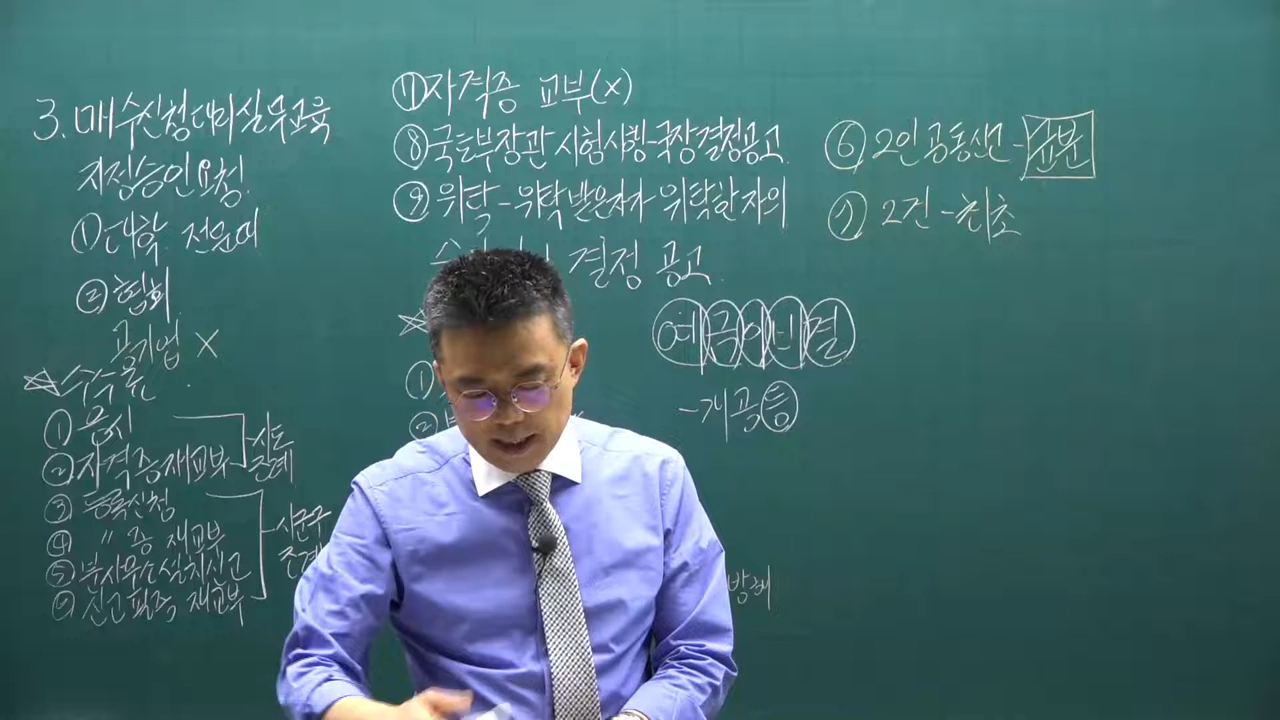 3. 매수신청대리실무교육
지정승인요청.
① 대학. 전문대
② 협회
공기업 X
☆수수료
① 응시
② 자격증재교부
시도
조례
③ 등록신청
④ 〃 증 재교부
⑤ 분사무소설치신고
⑥ 신고필증 재교부
시군구
조례
⑦ 자격증 교부(x)
⑧ 국토부장관 시험시행-국장결정공고.
⑨ 위탁-위탁받은자가 위탁한자의
결정 공고.
☆
①
②
예금이빈결
-개공등
방해
⑥ 2인 공동신고-균분
⑦ 2건-최초